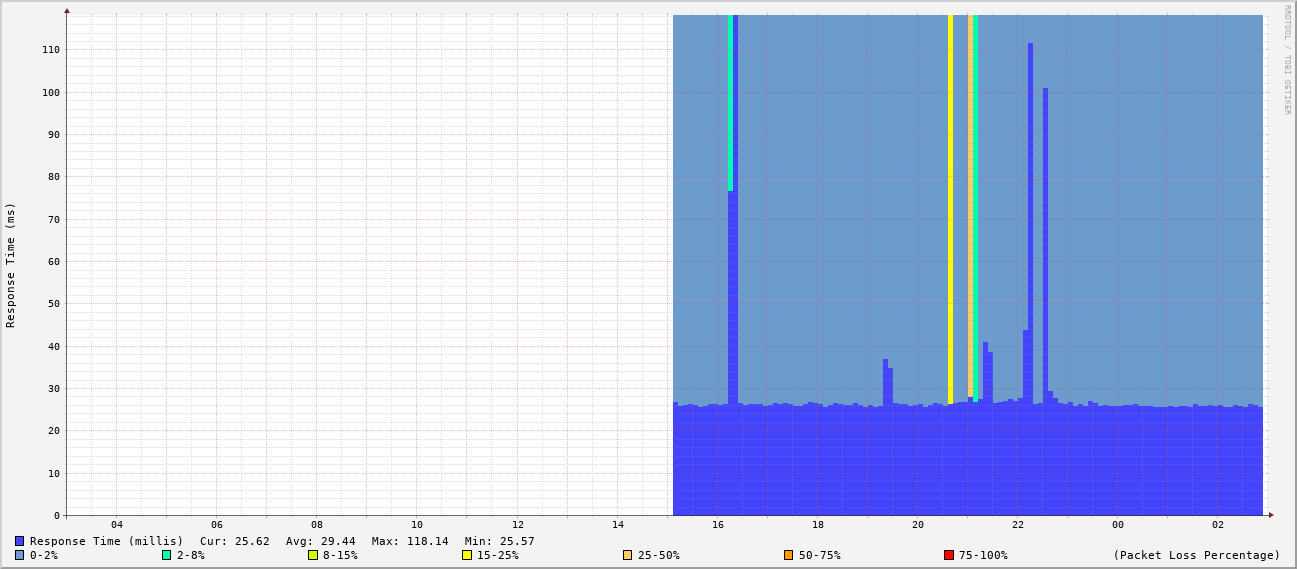 RRDTOOL / TOBI OETIKER
Response Time (ms)
110
100
90
80
70
60
50
40
30
20
10
0
04 06 08 10 12 14 16 18 20 22 00 02
Response Time (millis) Cur: 25.62 Avg: 29.44 Max: 118.14 Min: 25.57
0-2% 2-8% 8-15% 15-25% 25-50% 50-75% 75-100% (Packet Loss Percentage)